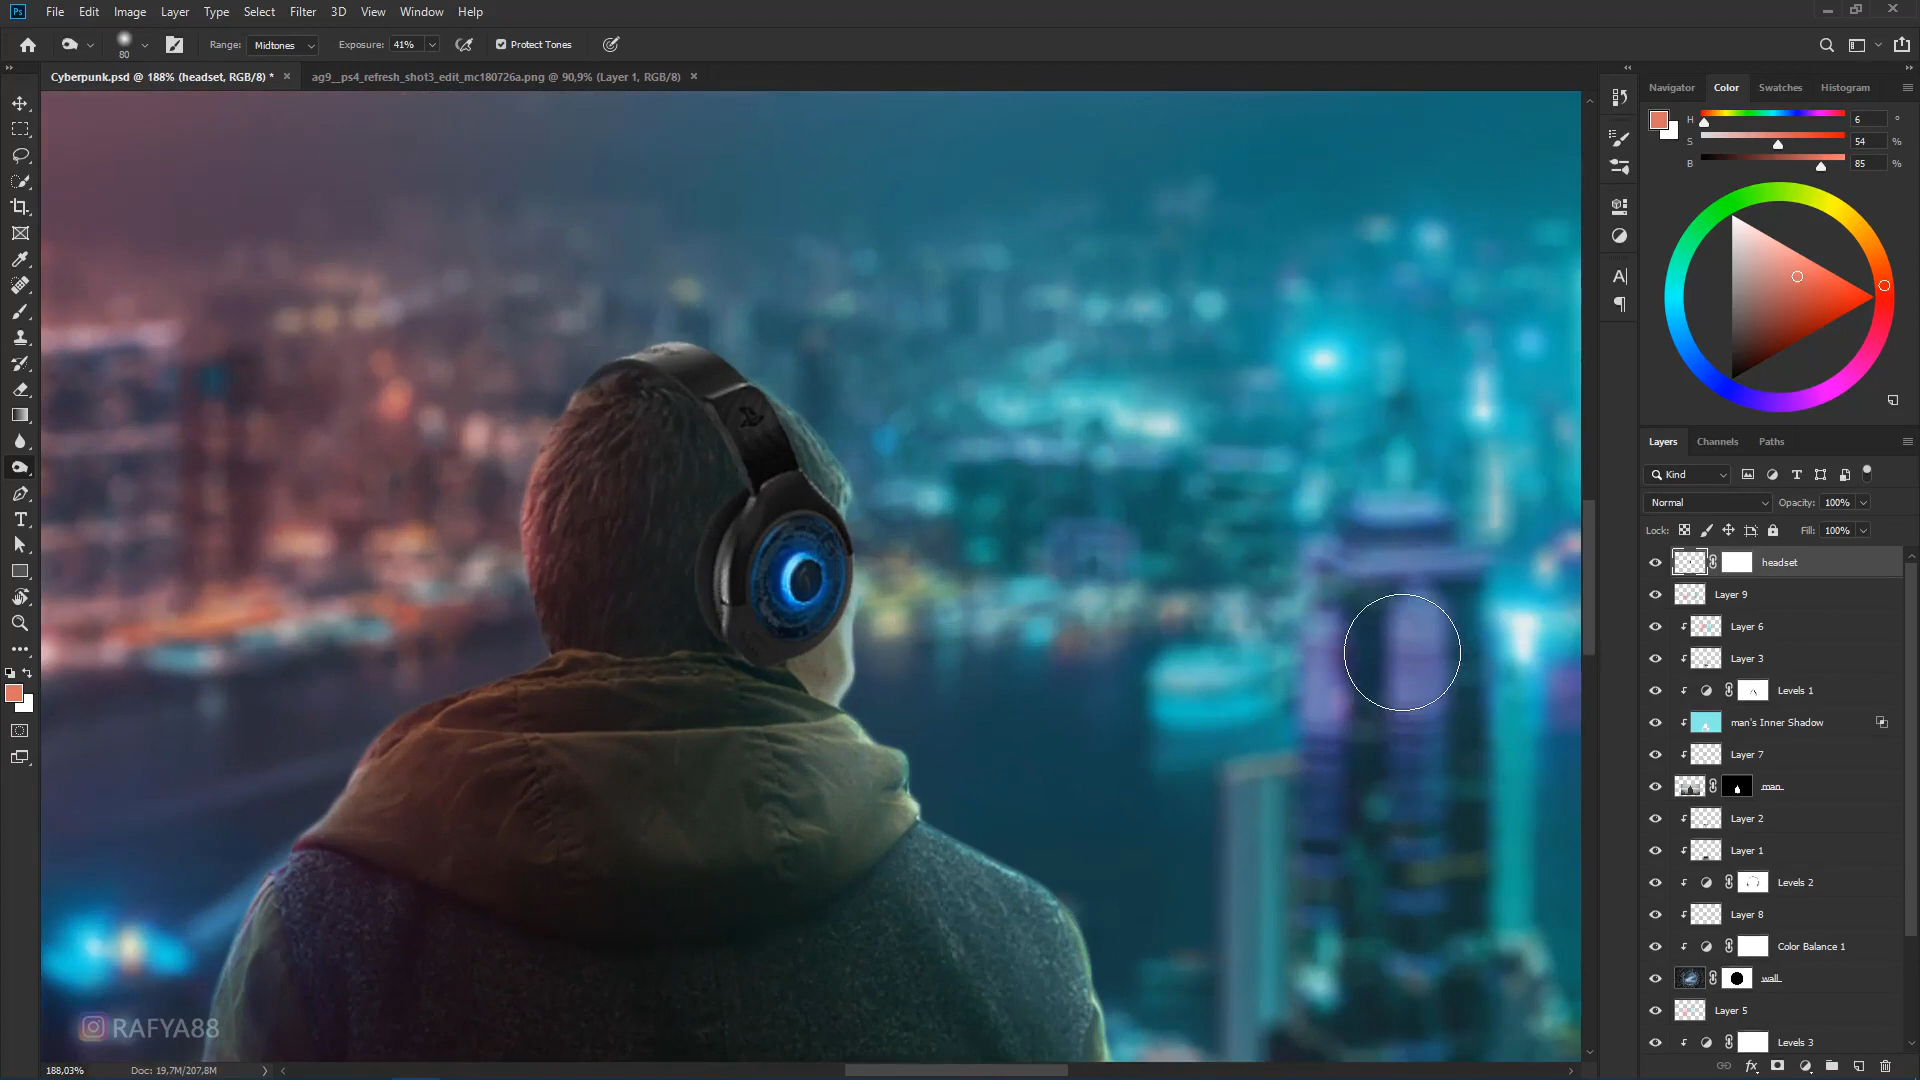 Ps File Edit Image Layer Type Select Filter 3D View Window Help
80 Range: Midtones Exposure: 41% Protect Tones
Cyberpunk.psd @ 188% (headset, RGB/8) * × ag9__ps4_refresh_shot3_edit_mc180726a.png @ 90,9% (Layer 1, RGB/8) ×
Navigator Color Swatches Histogram
H 6 °
S 54 %
B 85 %
Layers Channels Paths
Kind
Normal Opacity: 100%
Lock: Fill: 100%
headset
Layer 9
Layer 6
Layer 3
Levels 1
man's Inner Shadow
Layer 7
man
Layer 2
Layer 1
Levels 2
Layer 8
Color Balance 1
wall
Layer 5
Levels 3
RAFYA88
188,03% Doc: 19,7M/207,8M